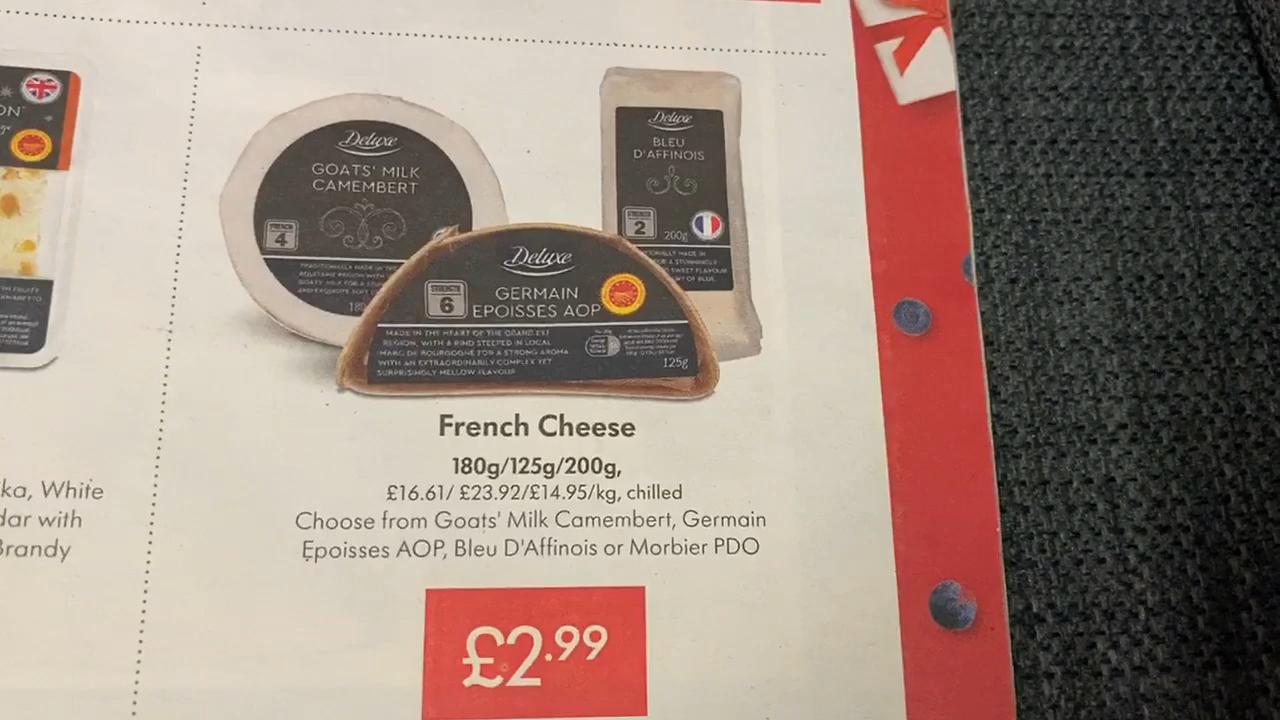 ON
Deluxe
GOATS' MILK
CAMEMBERT
4
Deluxe
BLEU
D'AFFINOIS
STRENGTH
2
200g
Deluxe
GERMAIN
EPOISSES AOP
STRENGTH
6
MADE IN THE HEART OF THE GRAND EST
REGION, WITH A RIND STEEPED IN LOCAL
MARC DE BOURGOGNE FOR A STRONG AROMA
WITH AN EXTRAORDINARILY COMPLEX YET
SURPRISINGLY MELLOW FLAVOUR
125g
French Cheese
180g/125g/200g,
£16.61/ £23.92/£14.95/kg, chilled
Choose from Goats' Milk Camembert, Germain
Epoisses AOP, Bleu D'Affinois or Morbier PDO
£2.99
ka, White
dar with
Brandy